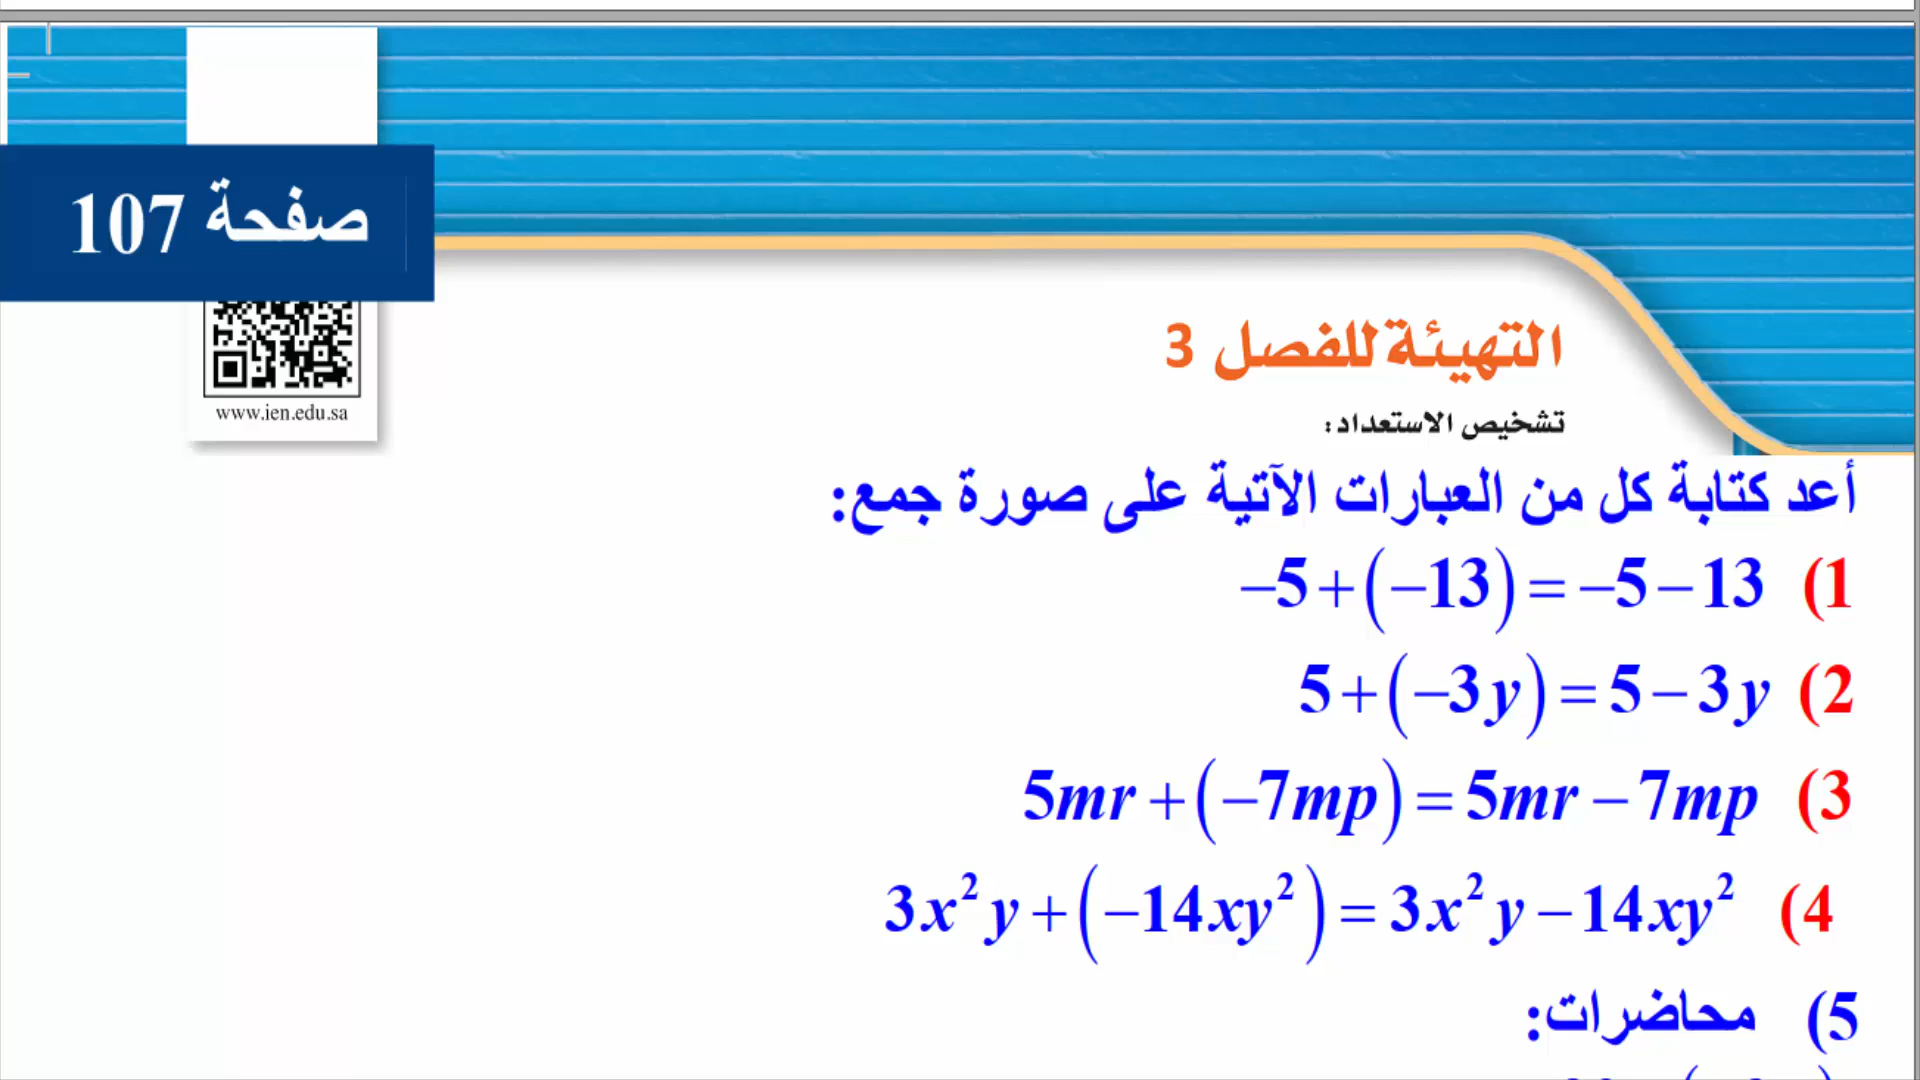 صفحة 107
www.ien.edu.sa
التهيئة للفصل 3
تشخيص الاستعداد:
أعد كتابة كل من العبارات الآتية على صورة جمع:
(1 −5+(−13)=−5−13
(2 5+(−3y)=5−3y
(3 5mr+(−7mp)=5mr−7mp
(4 3x²y+(−14xy²)=3x²y−14xy²
(5 محاضرات: